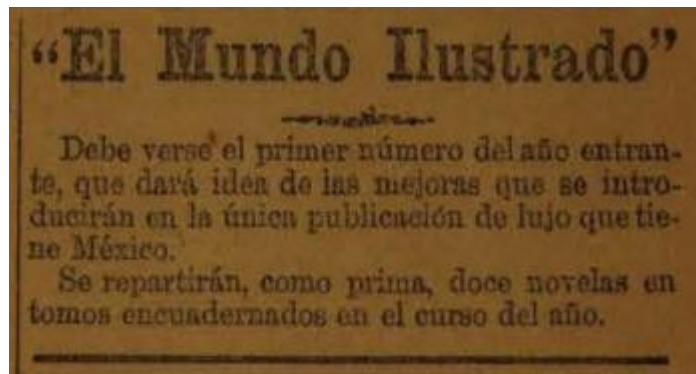 “El Mundo Ilustrado”
Debe verse el primer número del año entran-
te, que dará idea de las mejoras que se intro-
ducirán en la única publicación de lujo que tie-
ne México.
Se repartirán, como prima, doce novelas en
tomos encuadernados en el curso del año.